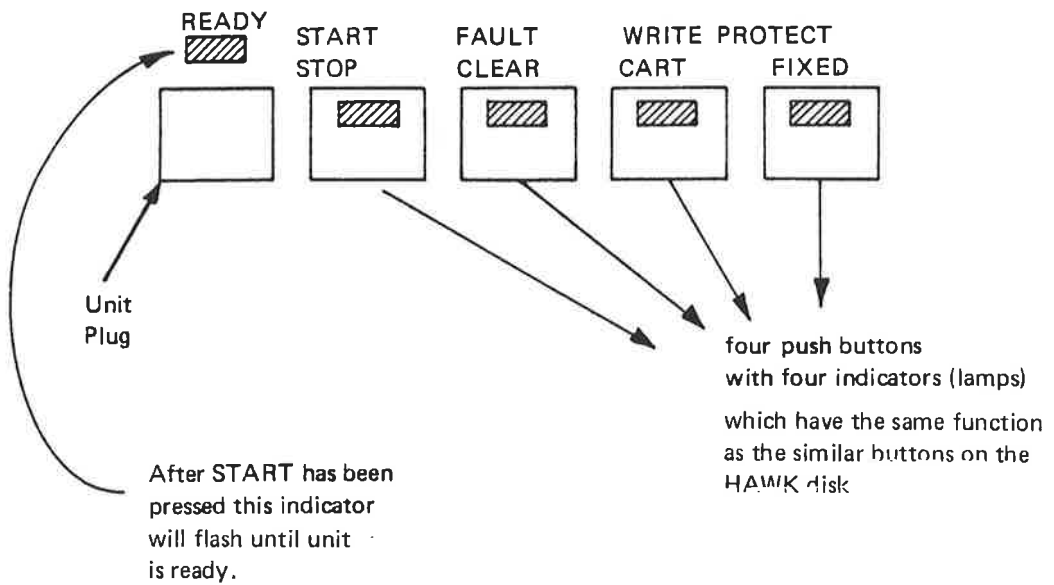 READY
START
STOP
FAULT
CLEAR
WRITE PROTECT
CART
FIXED
Unit
Plug
four push buttons
with four indicators (lamps)
which have the same function
as the similar buttons on the
HAWK disk
After START has been
pressed this indicator
will flash until unit
is ready.